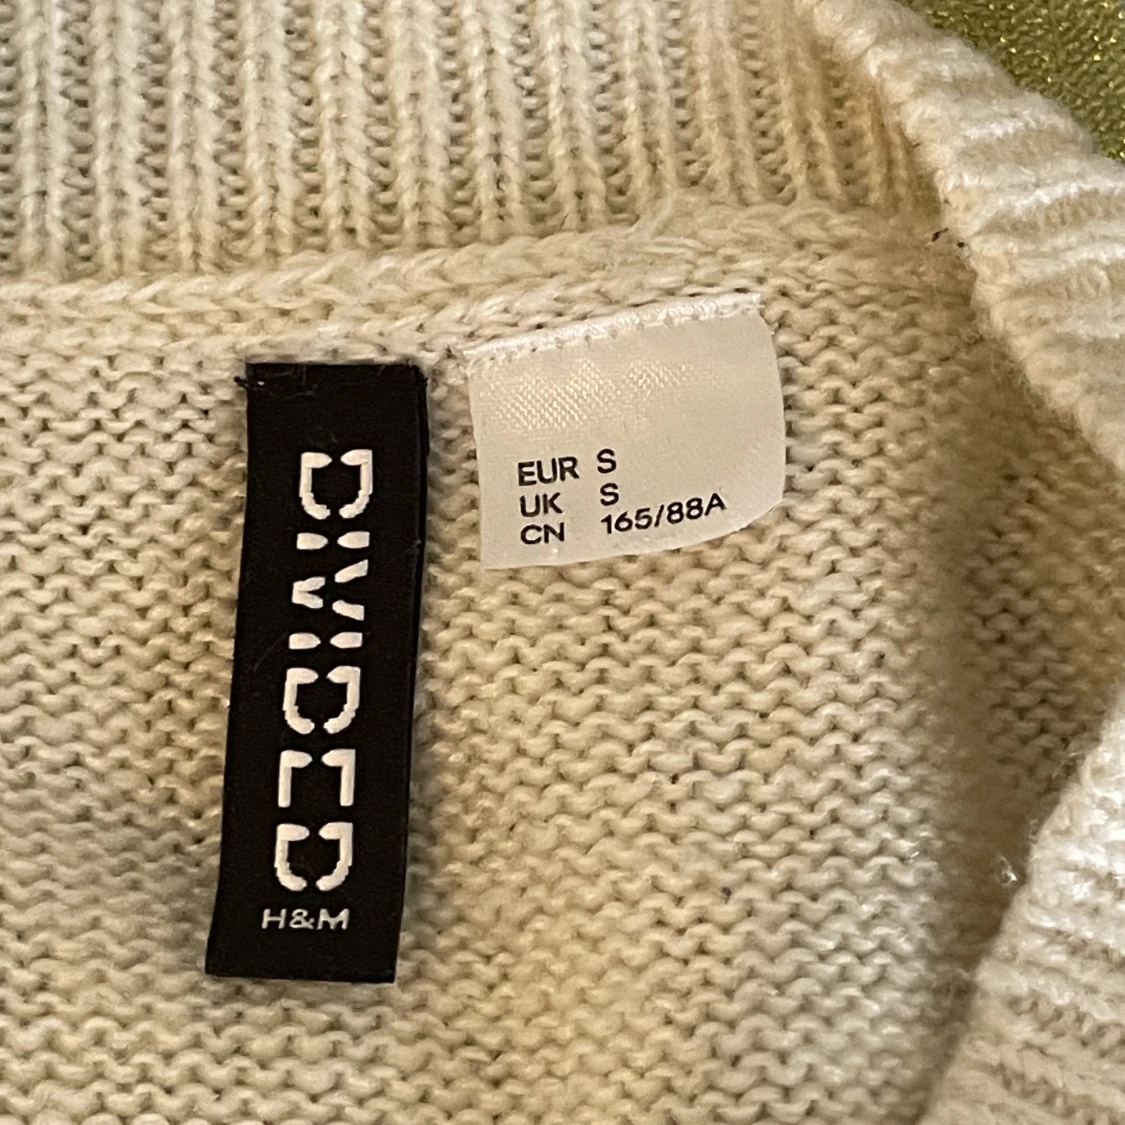 DIVIDED
H&M
EUR S
UK S
CN 165/88A